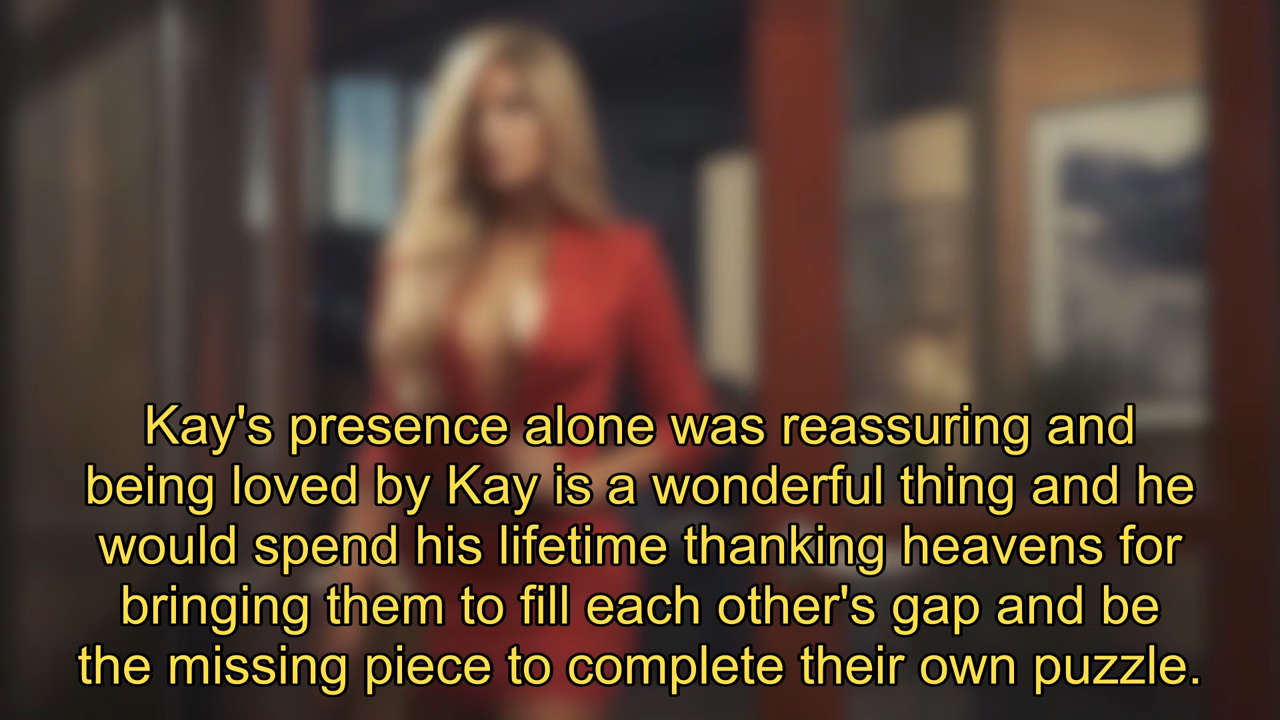 Kay's presence alone was reassuring and
being loved by Kay is a wonderful thing and he
would spend his lifetime thanking heavens for
bringing them to fill each other's gap and be
the missing piece to complete their own puzzle.